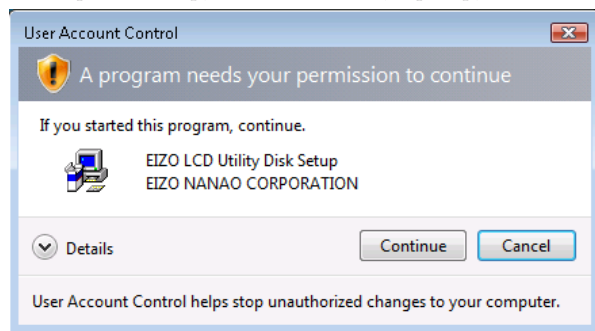 User Account Control
A program needs your permission to continue
If you started this program, continue.
EIZO LCD Utility Disk Setup
EIZO NANAO CORPORATION
Details
Continue
Cancel
User Account Control helps stop unauthorized changes to your computer.